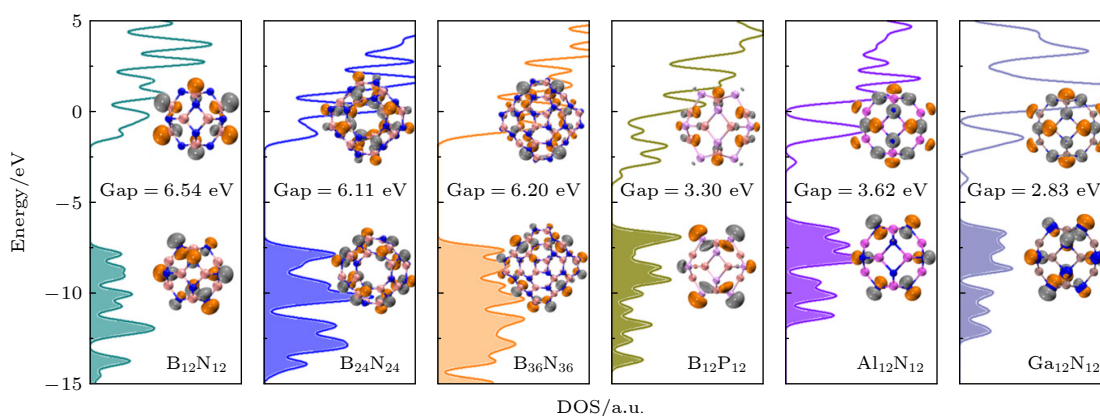 5
0
−5
−10
−15
Energy/eV
Gap = 6.54 eV
Gap = 6.11 eV
Gap = 6.20 eV
Gap = 3.30 eV
Gap = 3.62 eV
Gap = 2.83 eV
B₁₂N₁₂
B₂₄N₂₄
B₃₆N₃₆
B₁₂P₁₂
Al₁₂N₁₂
Ga₁₂N₁₂
DOS/a.u.